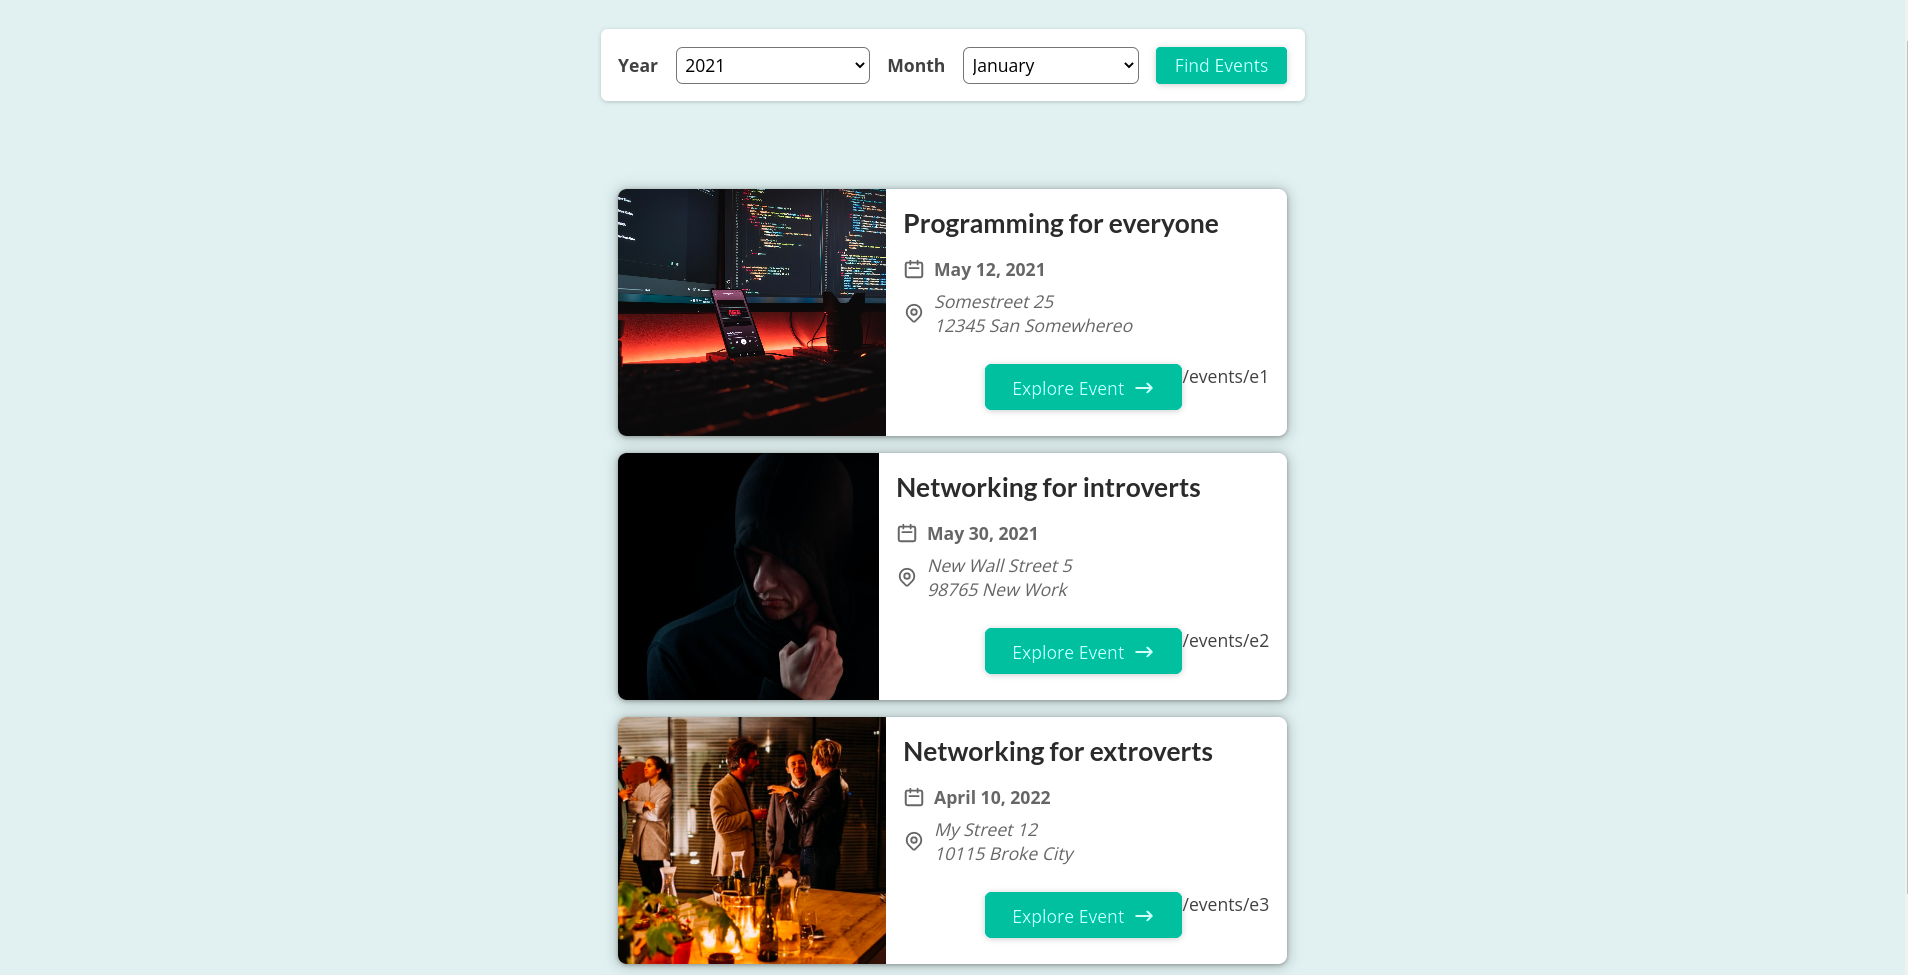 Year 2021 Month January Find Events
Programming for everyone
May 12, 2021
Somestreet 25
12345 San Somewhereo
Explore Event → /events/e1
Networking for introverts
May 30, 2021
New Wall Street 5
98765 New Work
Explore Event → /events/e2
Networking for extroverts
April 10, 2022
My Street 12
10115 Broke City
Explore Event → /events/e3